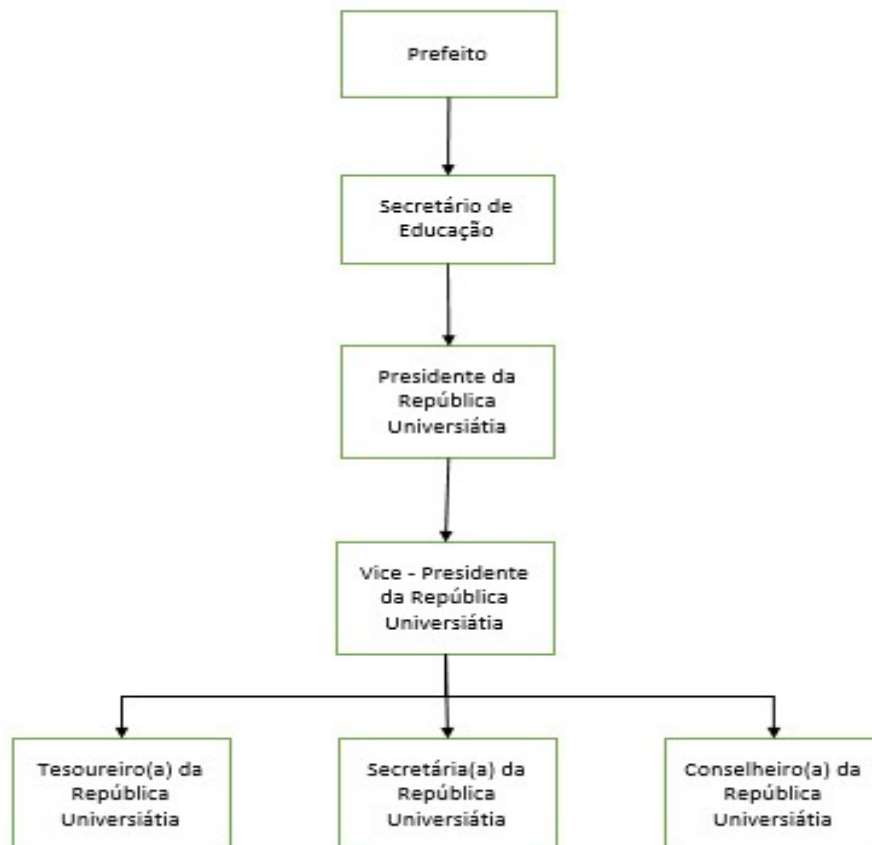 Prefeito
Secretário de
Educação
Presidente da
República
Universiátia
Vice - Presidente
da República
Universiátia
Tesoureiro(a) da
República
Universiátia
Secretária(a) da
República
Universiátia
Conselheiro(a) da
República
Universiátia